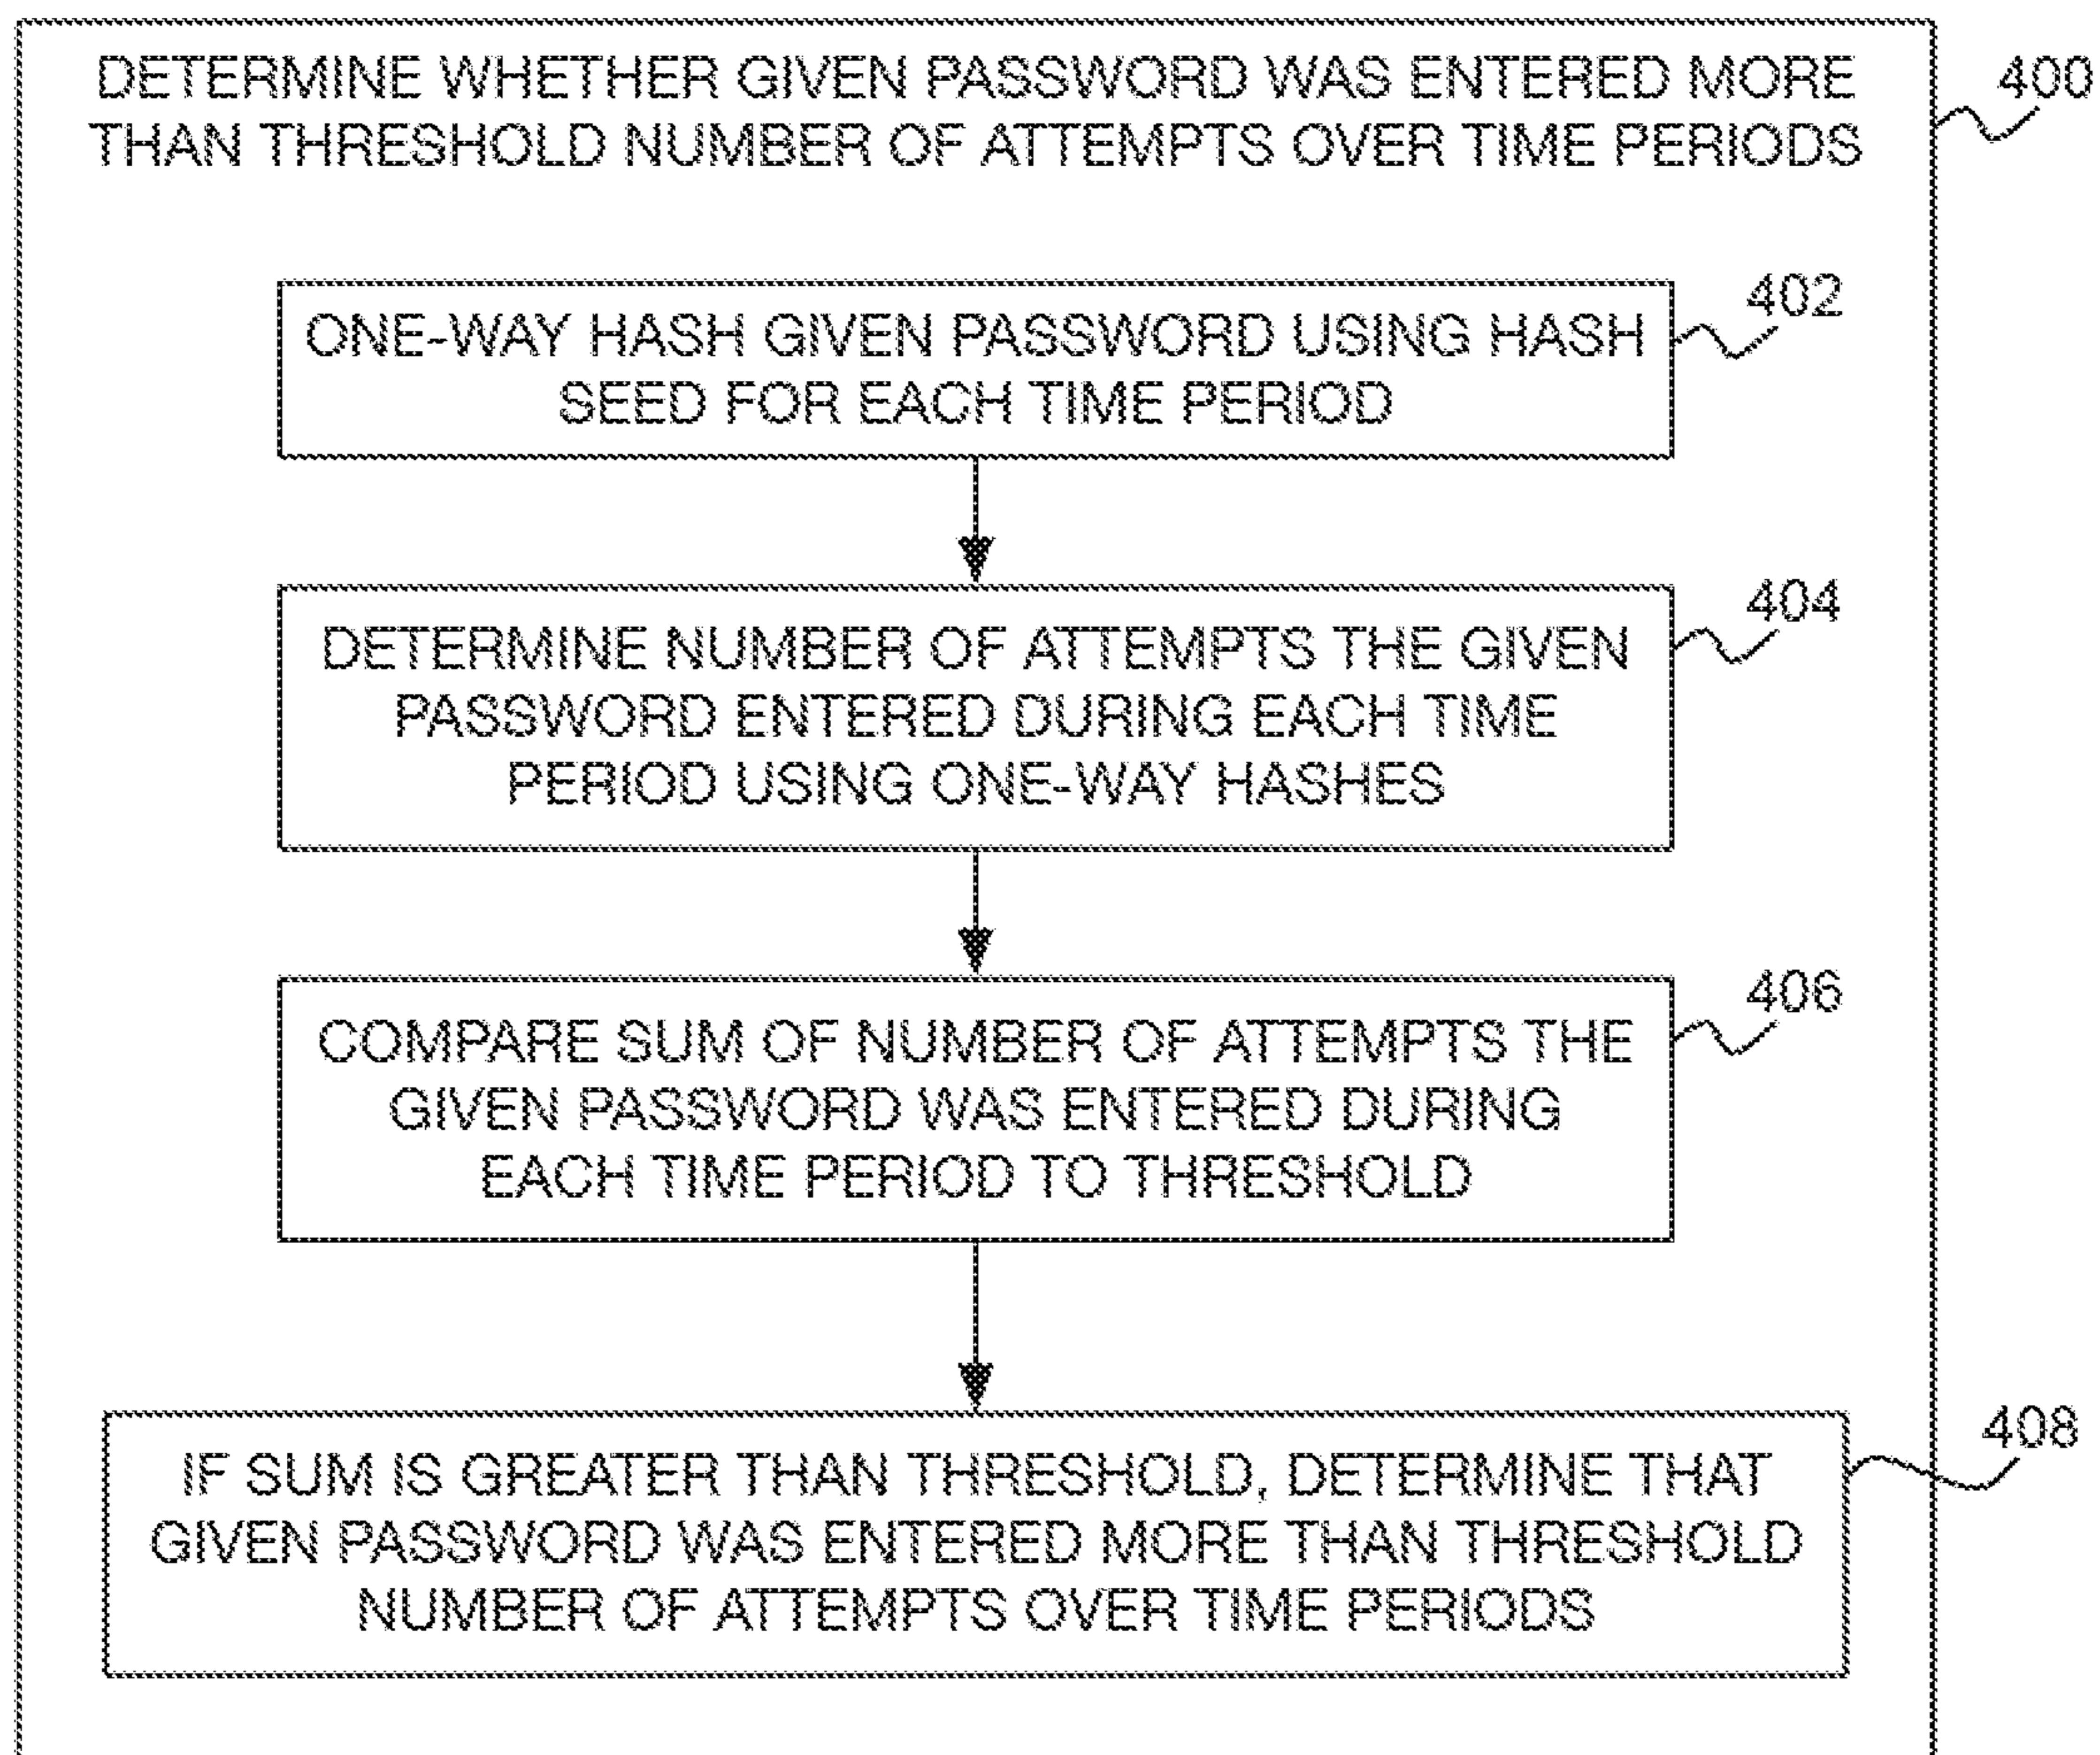 DETERMINE WHETHER GIVEN PASSWORD WAS ENTERED MORE
THAN THRESHOLD NUMBER OF ATTEMPTS OVER TIME PERIODS
400
ONE-WAY HASH GIVEN PASSWORD USING HASH
SEED FOR EACH TIME PERIOD
402
DETERMINE NUMBER OF ATTEMPTS THE GIVEN
PASSWORD ENTERED DURING EACH TIME
PERIOD USING ONE-WAY HASHES
404
COMPARE SUM OF NUMBER OF ATTEMPTS THE
GIVEN PASSWORD WAS ENTERED DURING
EACH TIME PERIOD TO THRESHOLD
406
IF SUM IS GREATER THAN THRESHOLD, DETERMINE THAT
GIVEN PASSWORD WAS ENTERED MORE THAN THRESHOLD
NUMBER OF ATTEMPTS OVER TIME PERIODS
408